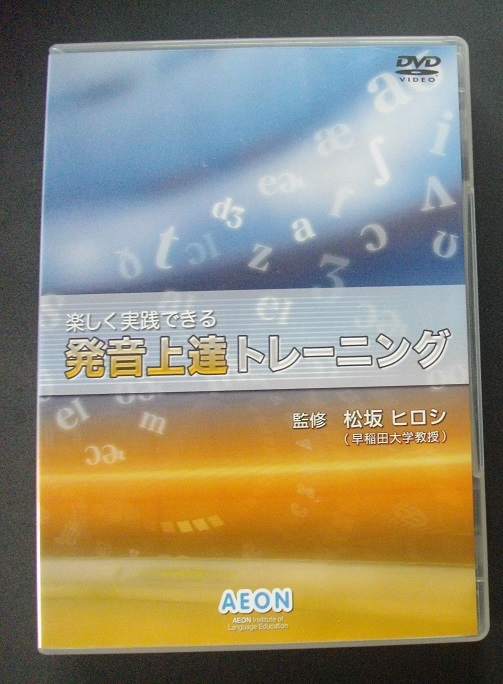 DVD
VIDEO
楽しく実践できる
発音上達トレーニング
監修 松坂 ヒロシ
(早稲田大学教授)
AEON
AEON Institute of
Language Education